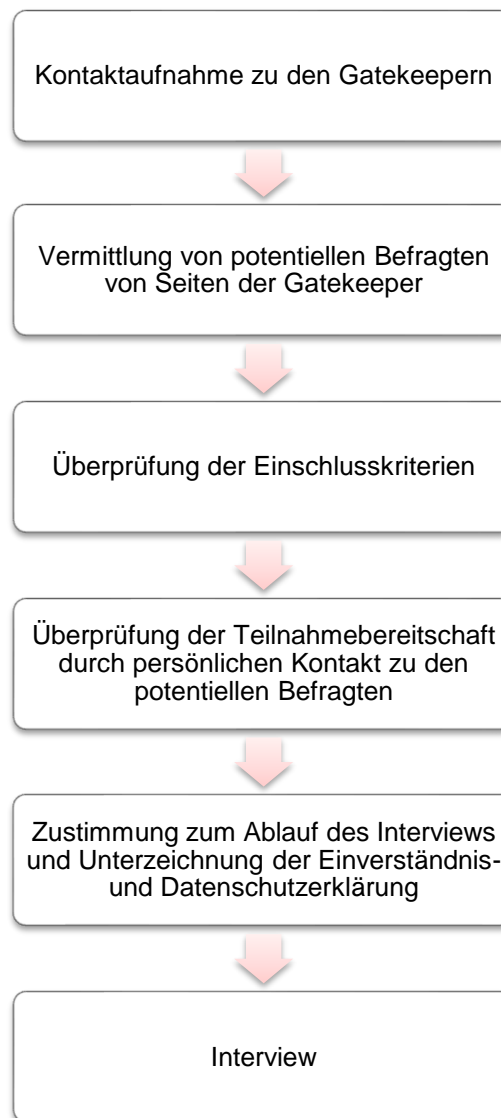 Kontaktaufnahme zu den Gatekeepern
Vermittlung von potentiellen Befragten
von Seiten der Gatekeeper
Überprüfung der Einschlusskriterien
Überprüfung der Teilnahmebereitschaft
durch persönlichen Kontakt zu den
potentiellen Befragten
Zustimmung zum Ablauf des Interviews
und Unterzeichnung der Einverständnis-
und Datenschutzerklärung
Interview